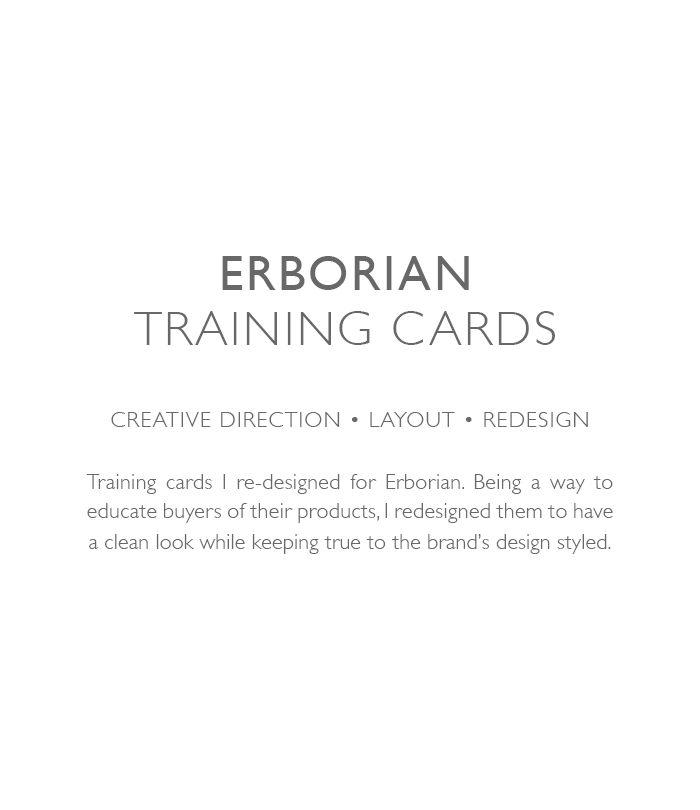 ERBORIAN
TRAINING CARDS
CREATIVE DIRECTION • LAYOUT • REDESIGN
Training cards I re-designed for Erborian. Being a way to
educate buyers of their products, I redesigned them to have
a clean look while keeping true to the brand's design styled.